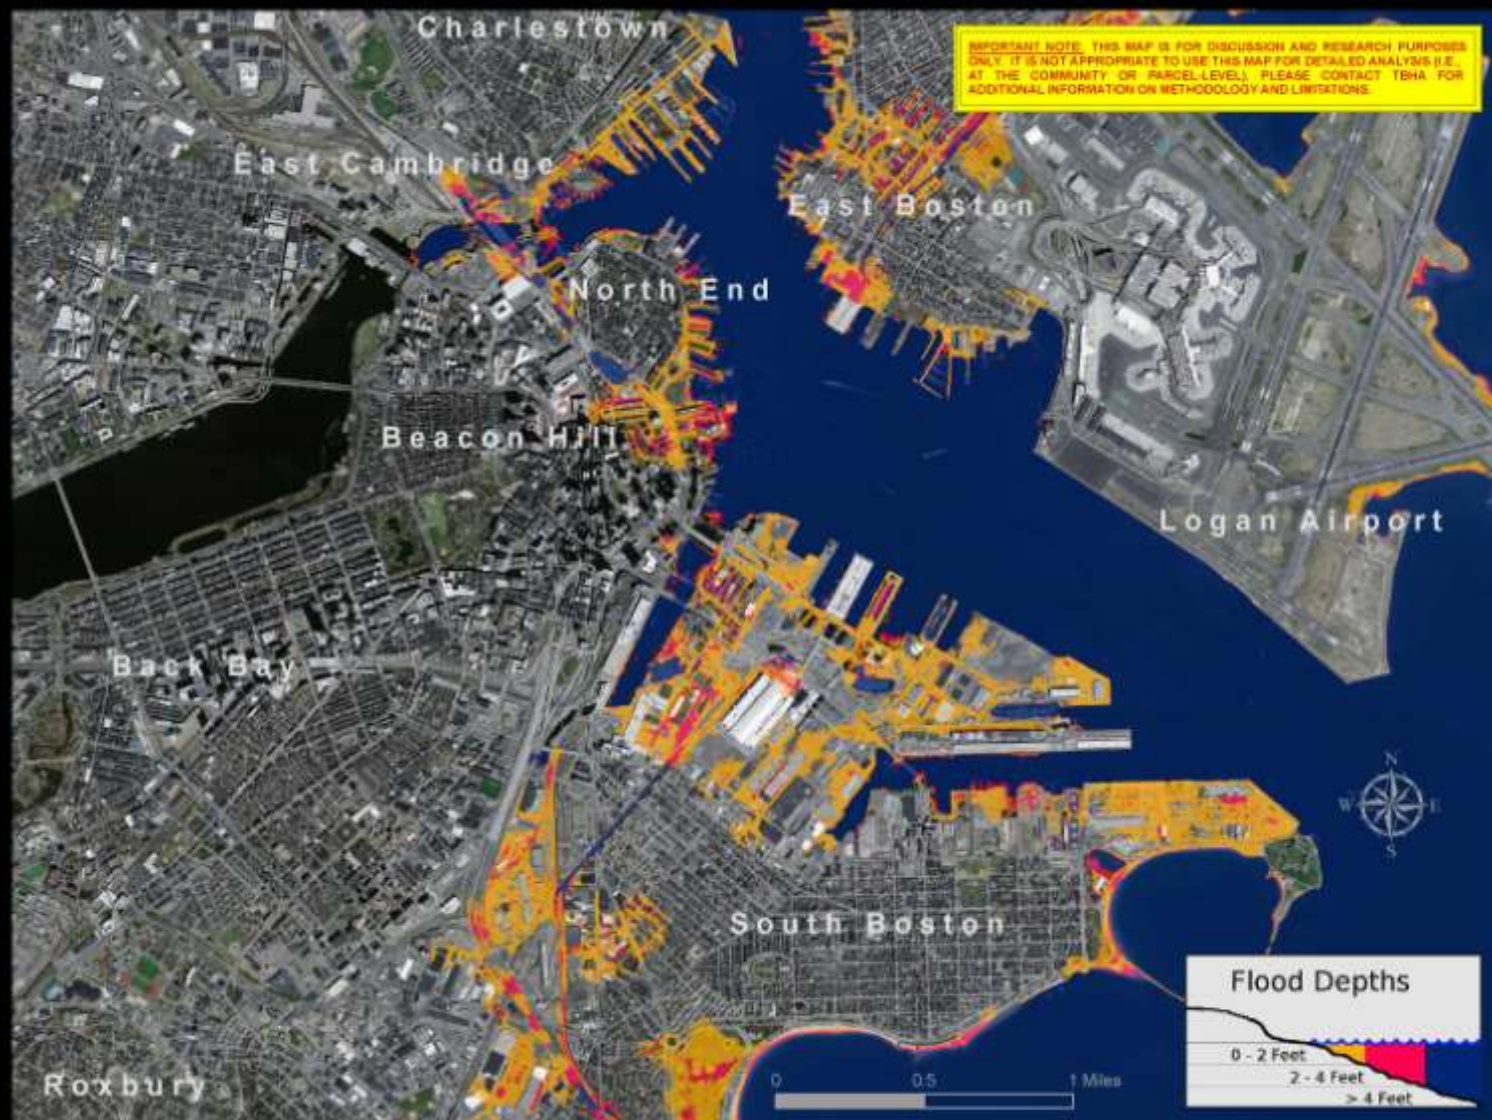 Charlestown
IMPORTANT NOTE: THIS MAP IS FOR DISCUSSION AND RESEARCH PURPOSES
ONLY. IT IS NOT APPROPRIATE TO USE THIS MAP FOR DETAILED ANALYSIS (I.E.,
AT THE COMMUNITY OR PARCEL-LEVEL). PLEASE CONTACT TBHA FOR
ADDITIONAL INFORMATION ON METHODOLOGY AND LIMITATIONS.
East Cambridge
East Boston
North End
Beacon Hill
Logan Airport
Back Bay
N
W E
S
South Boston
Flood Depths
0 - 2 Feet
2 - 4 Feet
> 4 Feet
Roxbury
0 0.5 1 Miles